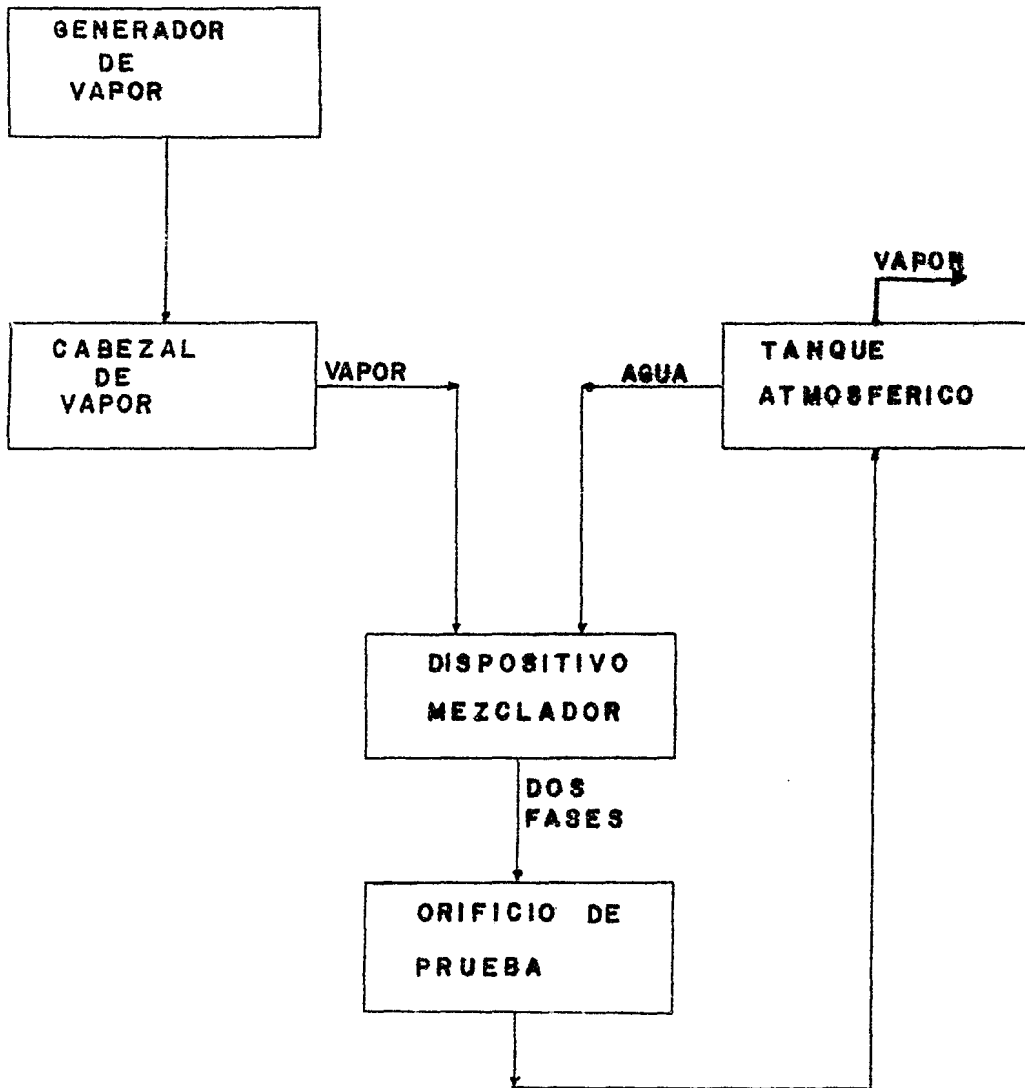 GENERADOR
DE
VAPOR
VAPOR
CABEZAL
DE
VAPOR
VAPOR
AGUA
TANQUE
ATMOSFERICO
DISPOSITIVO
MEZCLADOR
DOS
FASES
ORIFICIO DE
PRUEBA